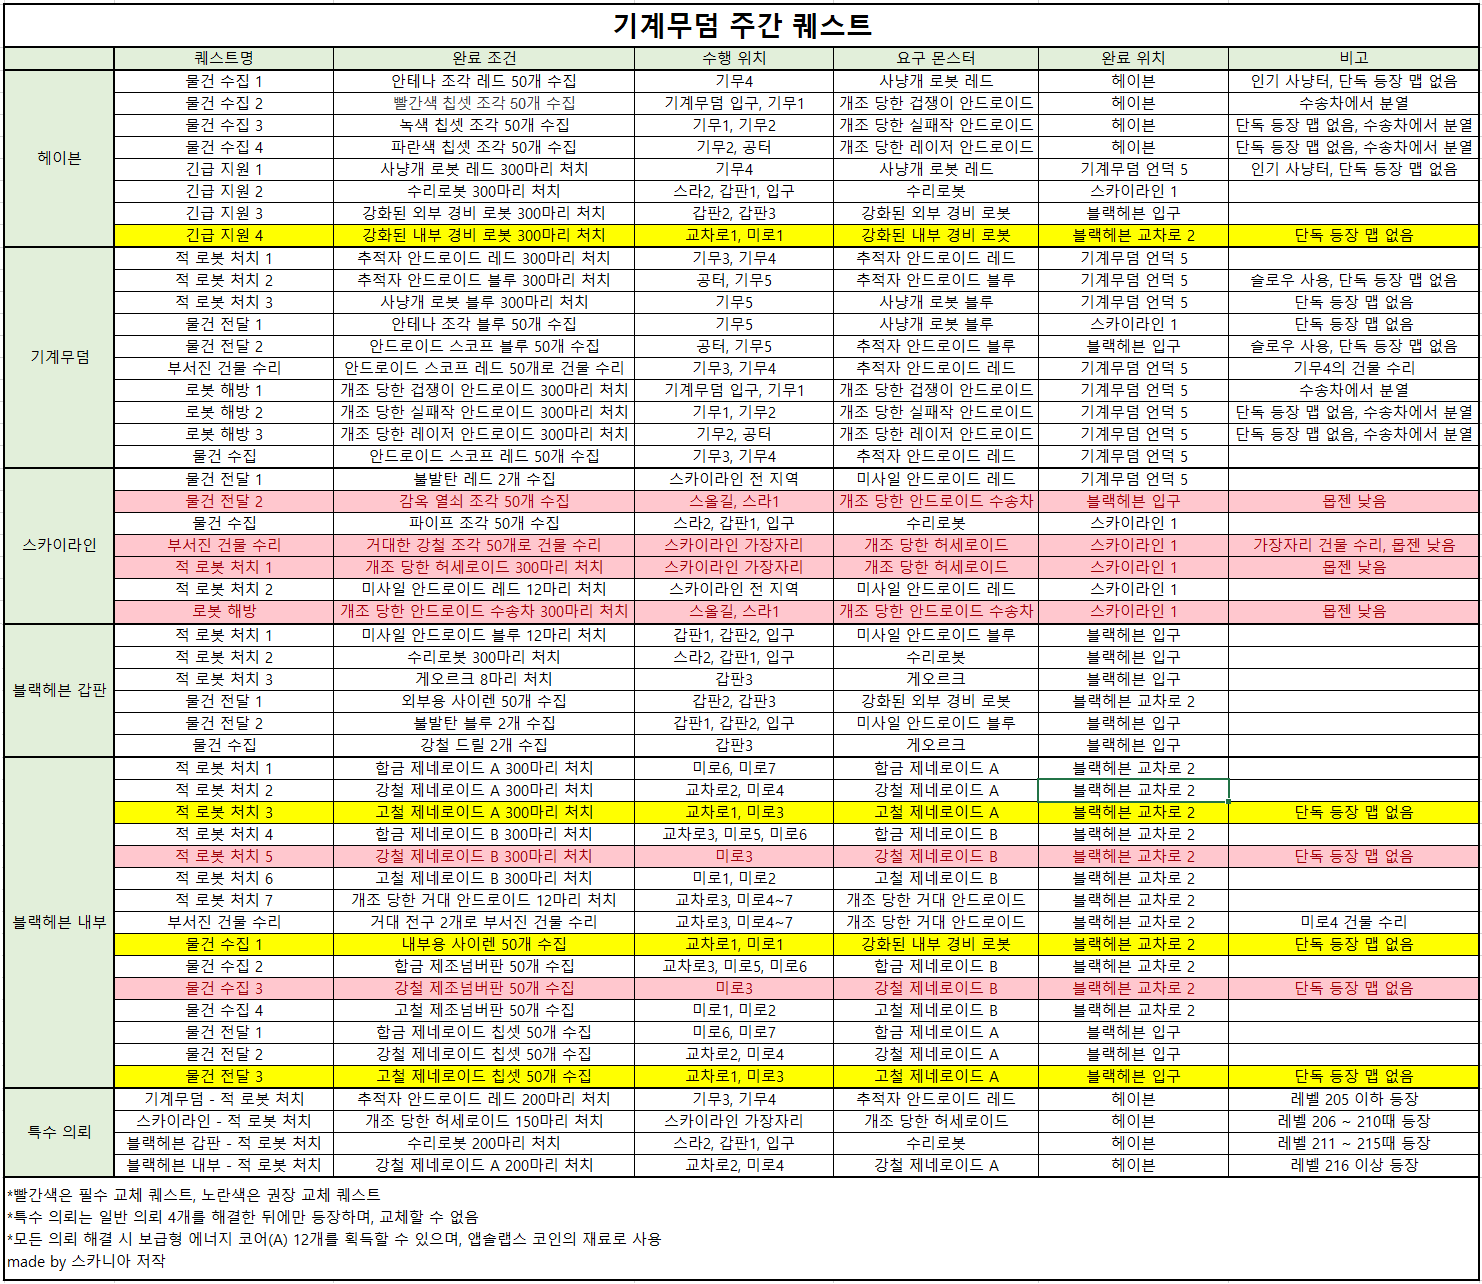 기계무덤 주간 퀘스트
퀘스트명 완료 조건 수행 위치 요구 몬스터 완료 위치 비고
헤이븐
물건 수집 1 안테나 조각 레드 50개 수집 기무4 사냥개 로봇 레드 헤이븐 인기 사냥터, 단독 등장 맵 없음
물건 수집 2 빨간색 칩셋 조각 50개 수집 기계무덤 입구, 기무1 개조 당한 겁쟁이 안드로이드 헤이븐 수송차에서 분열
물건 수집 3 녹색 칩셋 조각 50개 수집 기무1, 기무2 개조 당한 실패작 안드로이드 헤이븐 단독 등장 맵 없음, 수송차에서 분열
물건 수집 4 파란색 칩셋 조각 50개 수집 기무2, 공터 개조 당한 레이저 안드로이드 헤이븐 단독 등장 맵 없음, 수송차에서 분열
긴급 지원 1 사냥개 로봇 레드 300마리 처치 기무4 사냥개 로봇 레드 기계무덤 언덕 5 인기 사냥터, 단독 등장 맵 없음
긴급 지원 2 수리로봇 300마리 처치 스라2, 갑판1, 입구 수리로봇 스카이라인 1
긴급 지원 3 강화된 외부 경비 로봇 300마리 처치 갑판2, 갑판3 강화된 외부 경비 로봇 블랙헤븐 입구
긴급 지원 4 강화된 내부 경비 로봇 300마리 처치 교차로1, 미로1 강화된 내부 경비 로봇 블랙헤븐 교차로 2 단독 등장 맵 없음
기계무덤
적 로봇 처치 1 추적자 안드로이드 레드 300마리 처치 기무3, 기무4 추적자 안드로이드 레드 기계무덤 언덕 5
적 로봇 처치 2 추적자 안드로이드 블루 300마리 처치 공터, 기무5 추적자 안드로이드 블루 기계무덤 언덕 5 슬로우 사용, 단독 등장 맵 없음
적 로봇 처치 3 사냥개 로봇 블루 300마리 처치 기무5 사냥개 로봇 블루 기계무덤 언덕 5 단독 등장 맵 없음
물건 전달 1 안테나 조각 블루 50개 수집 기무5 사냥개 로봇 블루 스카이라인 1 단독 등장 맵 없음
물건 전달 2 안드로이드 스코프 블루 50개 수집 공터, 기무5 추적자 안드로이드 블루 블랙헤븐 입구 슬로우 사용, 단독 등장 맵 없음
부서진 건물 수리 안드로이드 스코프 레드 50개로 건물 수리 기무3, 기무4 추적자 안드로이드 레드 기계무덤 언덕 5 기무4의 건물 수리
로봇 해방 1 개조 당한 겁쟁이 안드로이드 300마리 처치 기계무덤 입구, 기무1 개조 당한 겁쟁이 안드로이드 기계무덤 언덕 5 수송차에서 분열
로봇 해방 2 개조 당한 실패작 안드로이드 300마리 처치 기무1, 기무2 개조 당한 실패작 안드로이드 기계무덤 언덕 5 단독 등장 맵 없음, 수송차에서 분열
로봇 해방 3 개조 당한 레이저 안드로이드 300마리 처치 기무2, 공터 개조 당한 레이저 안드로이드 기계무덤 언덕 5 단독 등장 맵 없음, 수송차에서 분열
물건 수집 안드로이드 스코프 레드 50개 수집 기무3, 기무4 추적자 안드로이드 레드 기계무덤 언덕 5
스카이라인
물건 전달 1 불발탄 레드 2개 수집 스카이라인 전 지역 미사일 안드로이드 레드 기계무덤 언덕 5
물건 전달 2 감옥 열쇠 조각 50개 수집 스올길, 스라1 개조 당한 안드로이드 수송차 블랙헤븐 입구 몹젠 낮음
물건 수집 파이프 조각 50개 수집 스라2, 갑판1, 입구 수리로봇 스카이라인 1
부서진 건물 수리 거대한 강철 조각 50개로 건물 수리 스카이라인 가장자리 개조 당한 허세로이드 스카이라인 1 가장자리 건물 수리, 몹젠 낮음
적 로봇 처치 1 개조 당한 허세로이드 300마리 처치 스카이라인 가장자리 개조 당한 허세로이드 스카이라인 1 몹젠 낮음
적 로봇 처치 2 미사일 안드로이드 레드 12마리 처치 스카이라인 전 지역 미사일 안드로이드 레드 스카이라인 1
로봇 해방 개조 당한 안드로이드 수송차 300마리 처치 스올길, 스라1 개조 당한 안드로이드 수송차 스카이라인 1 몹젠 낮음
블랙헤븐 갑판
적 로봇 처치 1 미사일 안드로이드 블루 12마리 처치 갑판1, 갑판2, 입구 미사일 안드로이드 블루 블랙헤븐 입구
적 로봇 처치 2 수리로봇 300마리 처치 스라2, 갑판1, 입구 수리로봇 블랙헤븐 입구
적 로봇 처치 3 게오르크 8마리 처치 갑판3 게오르크 블랙헤븐 입구
물건 전달 1 외부용 사이렌 50개 수집 갑판2, 갑판3 강화된 외부 경비 로봇 블랙헤븐 교차로 2
물건 전달 2 불발탄 블루 2개 수집 갑판1, 갑판2, 입구 미사일 안드로이드 블루 블랙헤븐 입구
물건 수집 강철 드릴 2개 수집 갑판3 게오르크 블랙헤븐 입구
블랙헤븐 내부
적 로봇 처치 1 합금 제네로이드 A 300마리 처치 미로6, 미로7 합금 제네로이드 A 블랙헤븐 교차로 2
적 로봇 처치 2 강철 제네로이드 A 300마리 처치 교차로2, 미로4 강철 제네로이드 A 블랙헤븐 교차로 2
적 로봇 처치 3 고철 제네로이드 A 300마리 처치 교차로1, 미로3 고철 제네로이드 A 블랙헤븐 교차로 2 단독 등장 맵 없음
적 로봇 처치 4 합금 제네로이드 B 300마리 처치 교차로3, 미로5, 미로6 합금 제네로이드 B 블랙헤븐 교차로 2
적 로봇 처치 5 강철 제네로이드 B 300마리 처치 미로3 강철 제네로이드 B 블랙헤븐 교차로 2 단독 등장 맵 없음
적 로봇 처치 6 고철 제네로이드 B 300마리 처치 미로1, 미로2 고철 제네로이드 B 블랙헤븐 교차로 2
적 로봇 처치 7 개조 당한 거대 안드로이드 12마리 처치 교차로3, 미로4~7 개조 당한 거대 안드로이드 블랙헤븐 교차로 2
부서진 건물 수리 거대 전구 2개로 부서진 건물 수리 교차로3, 미로4~7 개조 당한 거대 안드로이드 블랙헤븐 교차로 2 미로4 건물 수리
물건 수집 1 내부용 사이렌 50개 수집 교차로1, 미로1 강화된 내부 경비 로봇 블랙헤븐 교차로 2 단독 등장 맵 없음
물건 수집 2 합금 제조넘버판 50개 수집 교차로3, 미로5, 미로6 합금 제네로이드 B 블랙헤븐 교차로 2
물건 수집 3 강철 제조넘버판 50개 수집 미로3 강철 제네로이드 B 블랙헤븐 교차로 2 단독 등장 맵 없음
물건 수집 4 고철 제조넘버판 50개 수집 미로1, 미로2 고철 제네로이드 B 블랙헤븐 교차로 2
물건 전달 1 합금 제네로이드 칩셋 50개 수집 미로6, 미로7 합금 제네로이드 A 블랙헤븐 입구
물건 전달 2 강철 제네로이드 칩셋 50개 수집 교차로2, 미로4 강철 제네로이드 A 블랙헤븐 입구
물건 전달 3 고철 제네로이드 칩셋 50개 수집 교차로1, 미로3 고철 제네로이드 A 블랙헤븐 입구 단독 등장 맵 없음
특수 의뢰
기계무덤 - 적 로봇 처치 추적자 안드로이드 레드 200마리 처치 기무3, 기무4 추적자 안드로이드 레드 헤이븐 레벨 205 이하 등장
스카이라인 - 적 로봇 처치 개조 당한 허세로이드 150마리 처치 스카이라인 가장자리 개조 당한 허세로이드 헤이븐 레벨 206 ~ 210때 등장
블랙헤븐 갑판 - 적 로봇 처치 수리로봇 200마리 처치 스라2, 갑판1, 입구 수리로봇 헤이븐 레벨 211 ~ 215때 등장
블랙헤븐 내부 - 적 로봇 처치 강철 제네로이드 A 200마리 처치 교차로2, 미로4 강철 제네로이드 A 헤이븐 레벨 216 이상 등장
*빨간색은 필수 교체 퀘스트, 노란색은 권장 교체 퀘스트
*특수 의뢰는 일반 의뢰 4개를 해결한 뒤에만 등장하며, 교체할 수 없음
*모든 의뢰 해결 시 보급형 에너지 코어(A) 12개를 획득할 수 있으며, 앱솔랩스 코인의 재료로 사용
made by 스카니아 저작